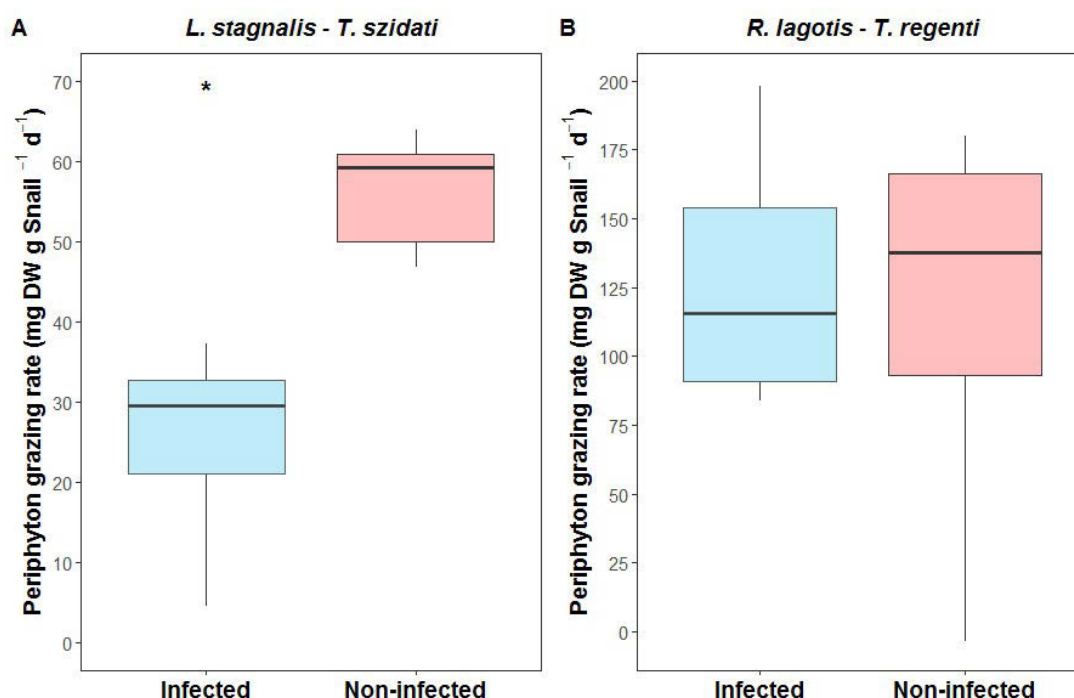 A
L. stagnalis - T. szidati
Periphyton grazing rate (mg DW g Snail ⁻¹ d⁻¹)
70
60
50
40
30
20
10
0
*
Infected
Non-infected
B
R. lagotis - T. regenti
Periphyton grazing rate (mg DW g Snail ⁻¹ d⁻¹)
200
175
150
125
100
75
50
25
0
Infected
Non-infected